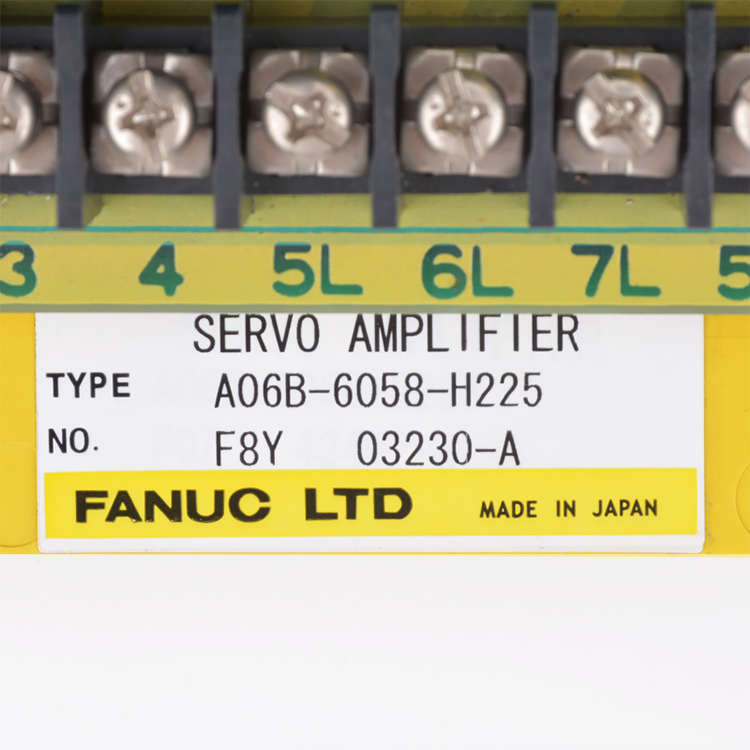 3 4 5L 6L 7L 5
SERVO AMPLIFIER
TYPE A06B-6058-H225
NO. F8Y 03230-A
FANUC LTD MADE IN JAPAN